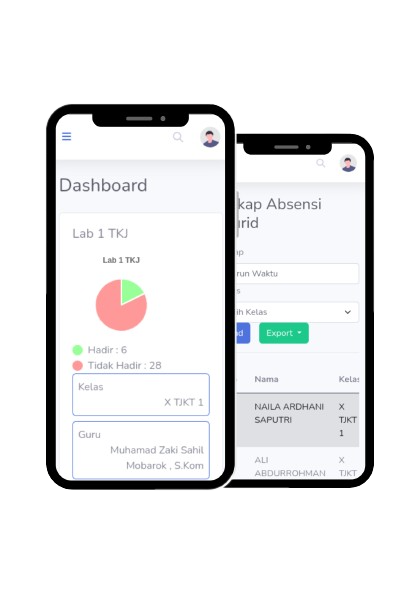 Dashboard
Lab 1 TKJ
Lab 1 TKJ
Hadir : 6
Tidak Hadir : 28
Kelas
X TJKT 1
Guru
Muhamad Zaki Sahil
Mobarok , S.Kom
kap Absensi
rid
ap
run Waktu
s
ih Kelas
d
Export
Nama
Kelas
NAILA ARDHANI
SAPUTRI
X
TJKT
1
ALI
ABDURROHMAN
X
TJKT